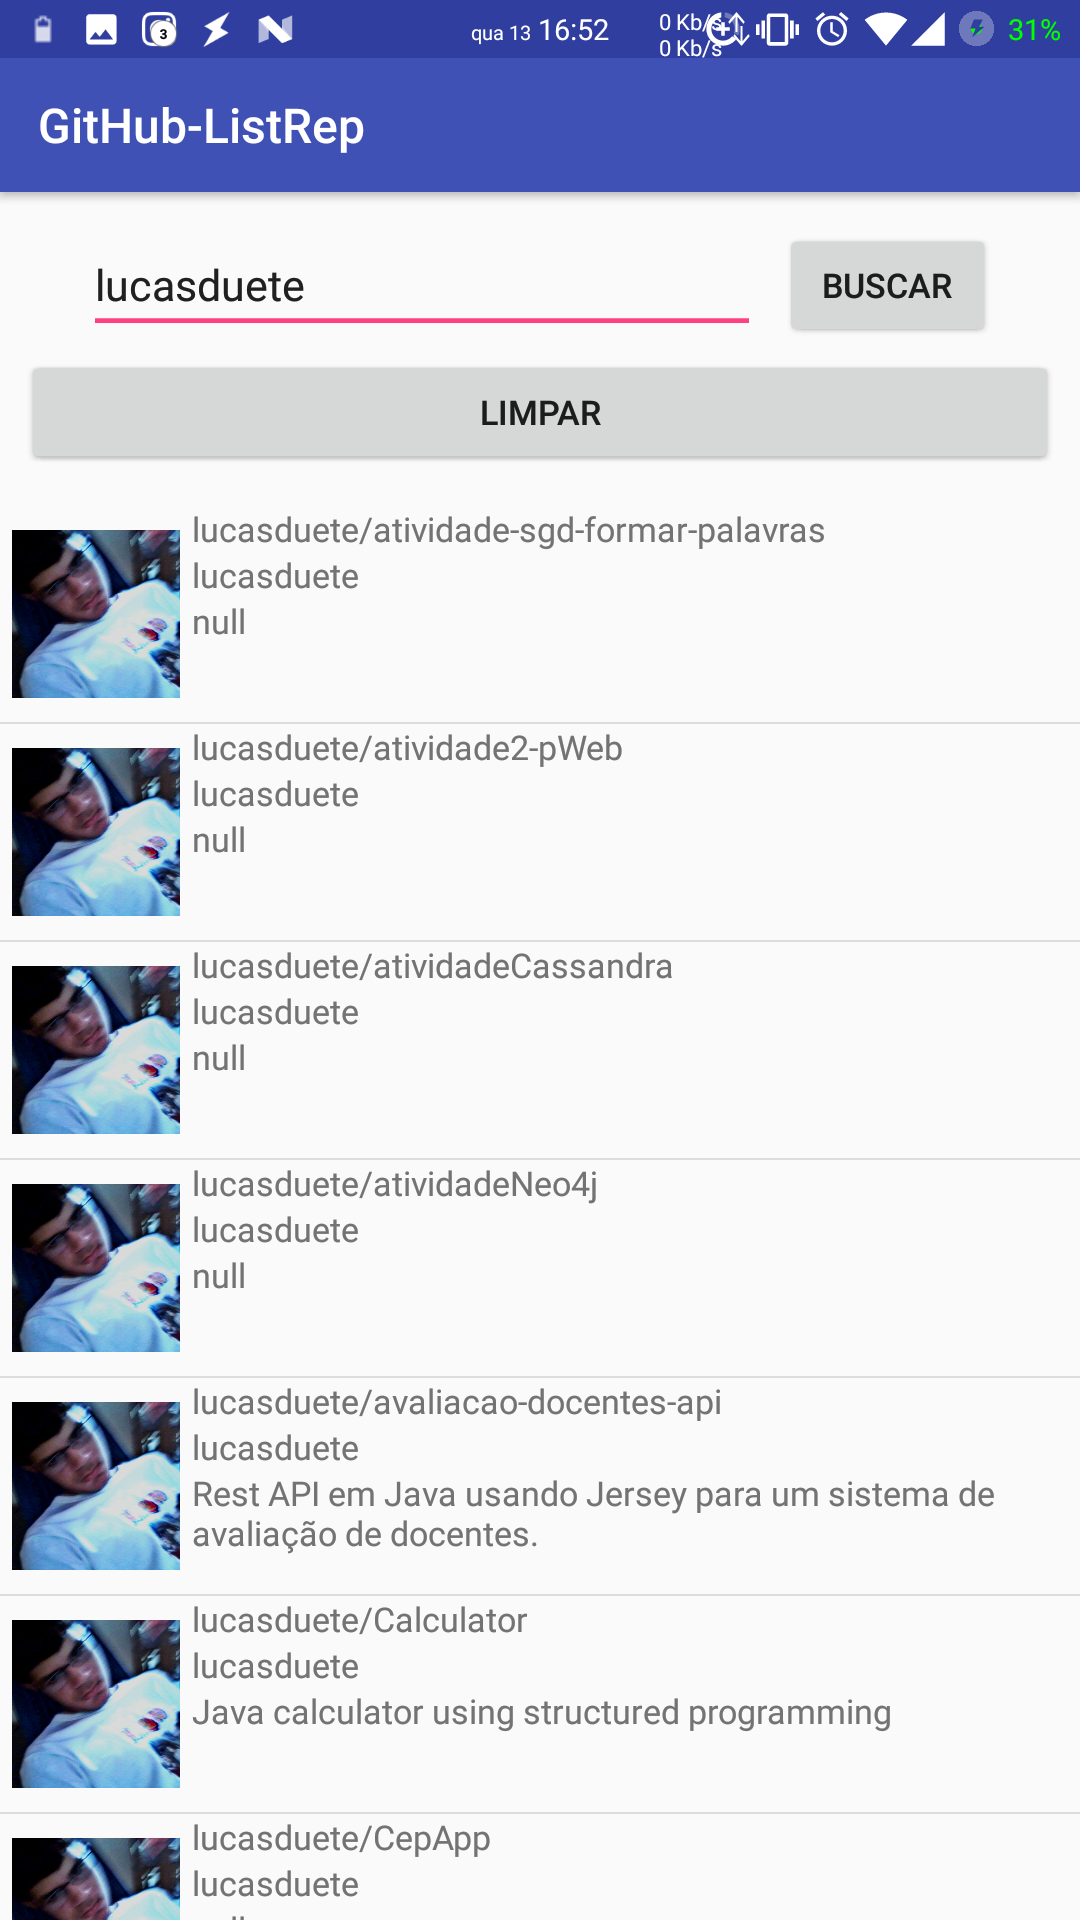 qua 13 16:52
0 Kb/s
0 Kb/s
31%
3
GitHub-ListRep
lucasduete
BUSCAR
LIMPAR
lucasduete/atividade-sgd-formar-palavras
lucasduete
null
lucasduete/atividade2-pWeb
lucasduete
null
lucasduete/atividadeCassandra
lucasduete
null
lucasduete/atividadeNeo4j
lucasduete
null
lucasduete/avaliacao-docentes-api
lucasduete
Rest API em Java usando Jersey para um sistema de
avaliação de docentes.
lucasduete/Calculator
lucasduete
Java calculator using structured programming
lucasduete/CepApp
lucasduete